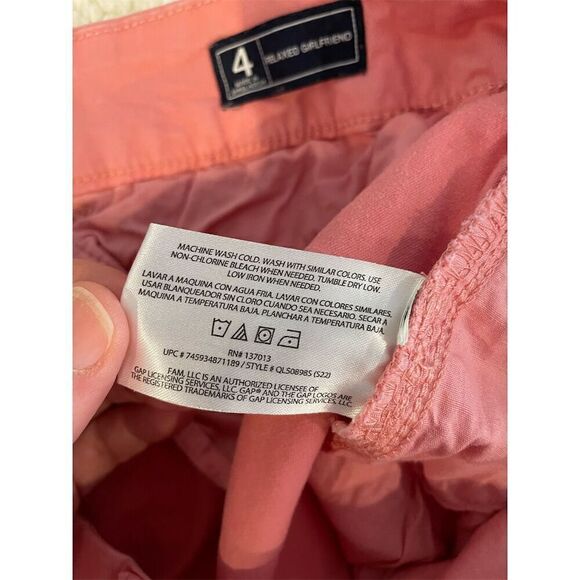 4
RELAXED GIRLFRIEND
MACHINE WASH COLD. WASH WITH SIMILAR COLORS. USE
NON-CHLORINE BLEACH WHEN NEEDED. TUMBLE DRY LOW.
LOW IRON WHEN NEEDED.
LAVAR A MAQUINA CON AGUA FRIA. LAVAR CON COLORES SIMILARES.
USAR BLANQUEADOR SIN CLORO CUANDO SEA NECESARIO. SECAR A
MAQUINA A TEMPERATURA BAJA. PLANCHAR A TEMPERATURA BAJA.
RN# 137013
UPC # 745934871189 / STYLE # QLS08985 (S22)
FAM, LLC IS AN AUTHORIZED LICENSEE OF
GAP LICENSING SERVICES, LLC. GAP® AND THE GAP LOGOS ARE
THE REGISTERED TRADEMARKS OF GAP LICENSING SERVICES, LLC.